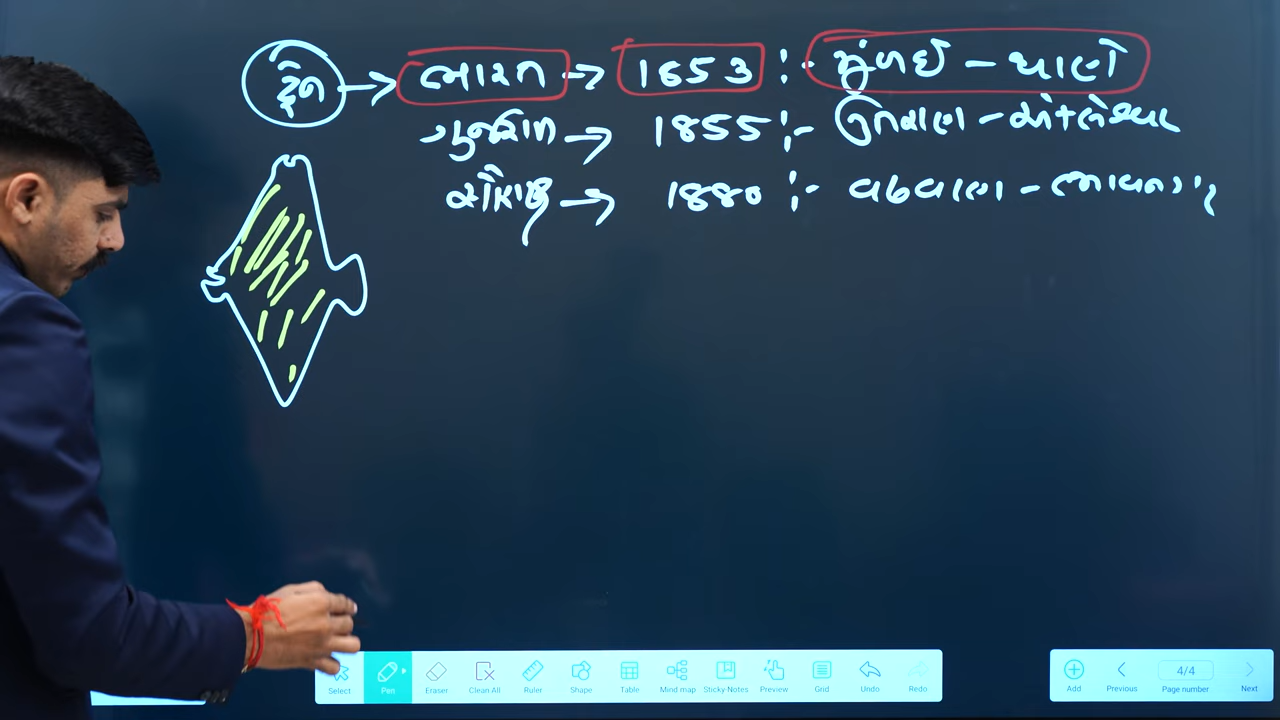 ટ્રેન → ભારત → 1853 :- મુંબઈ - થાણે
ગુજરાત → 1855 :- ઉતરાણ - અંકલેશ્વર
સૌરાષ્ટ્ર → 1880 :- વઢવાણ - ભાવનગર
Select Pen Eraser Clean All Ruler Shape Table Mind map Sticky-Notes Preview Grid Undo Redo Add Previous 4/4 Page number Next